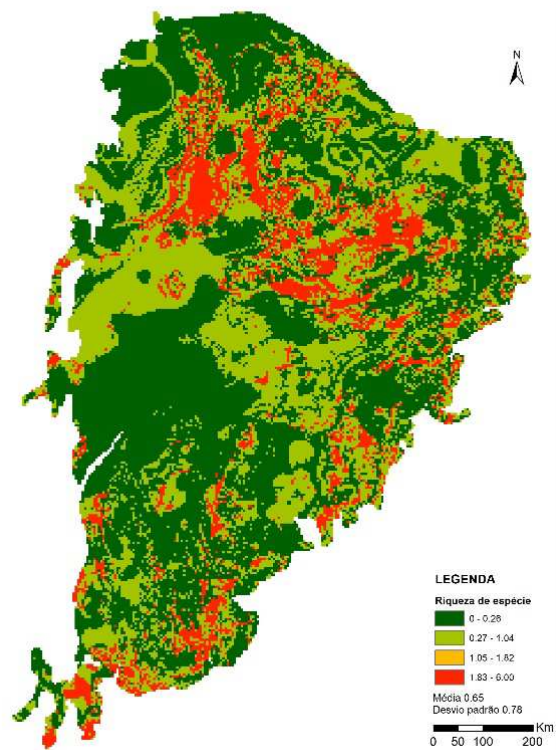 N
LEGENDA
Riqueza de espécie
0 - 0.26
0.27 - 1.04
1.05 - 1.82
1.83 - 6.00
Média 0.65
Desvio padrão 0.78
Km
0 50 100 200